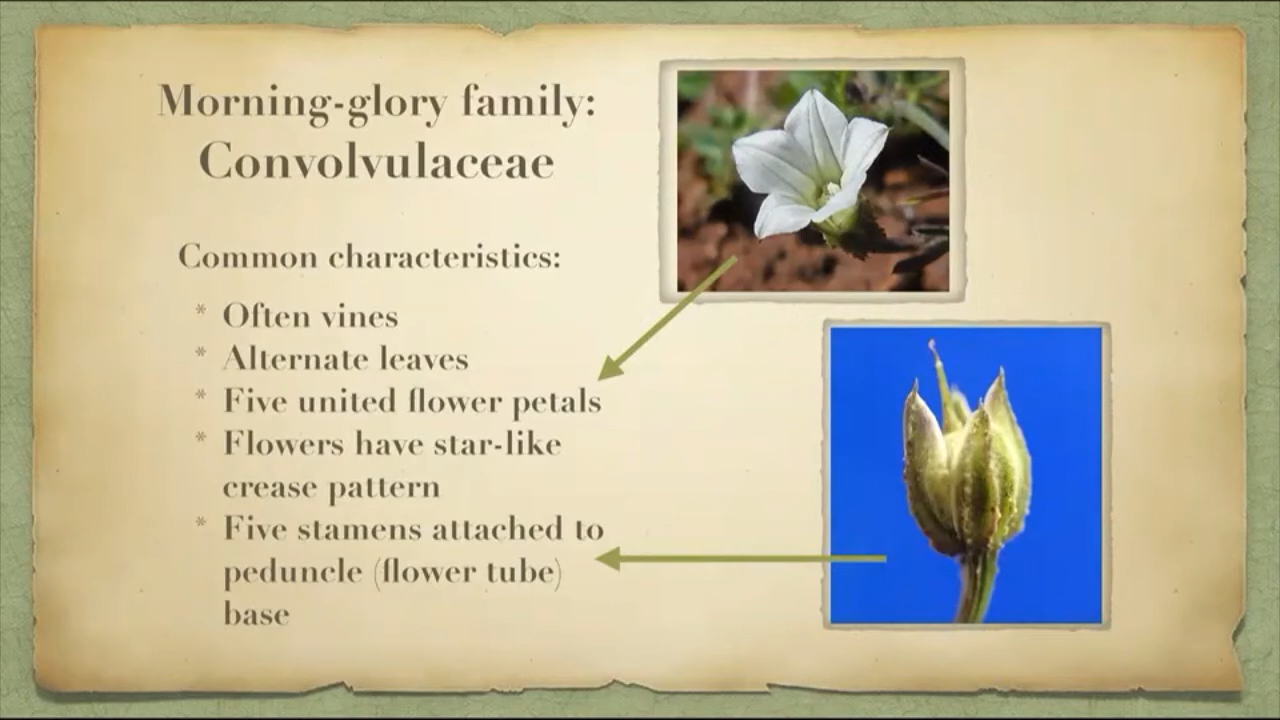 Morning-glory family:
Convolvulaceae
Common characteristics:
* Often vines
* Alternate leaves
* Five united flower petals
* Flowers have star-like
crease pattern
* Five stamens attached to
peduncle (flower tube)
base